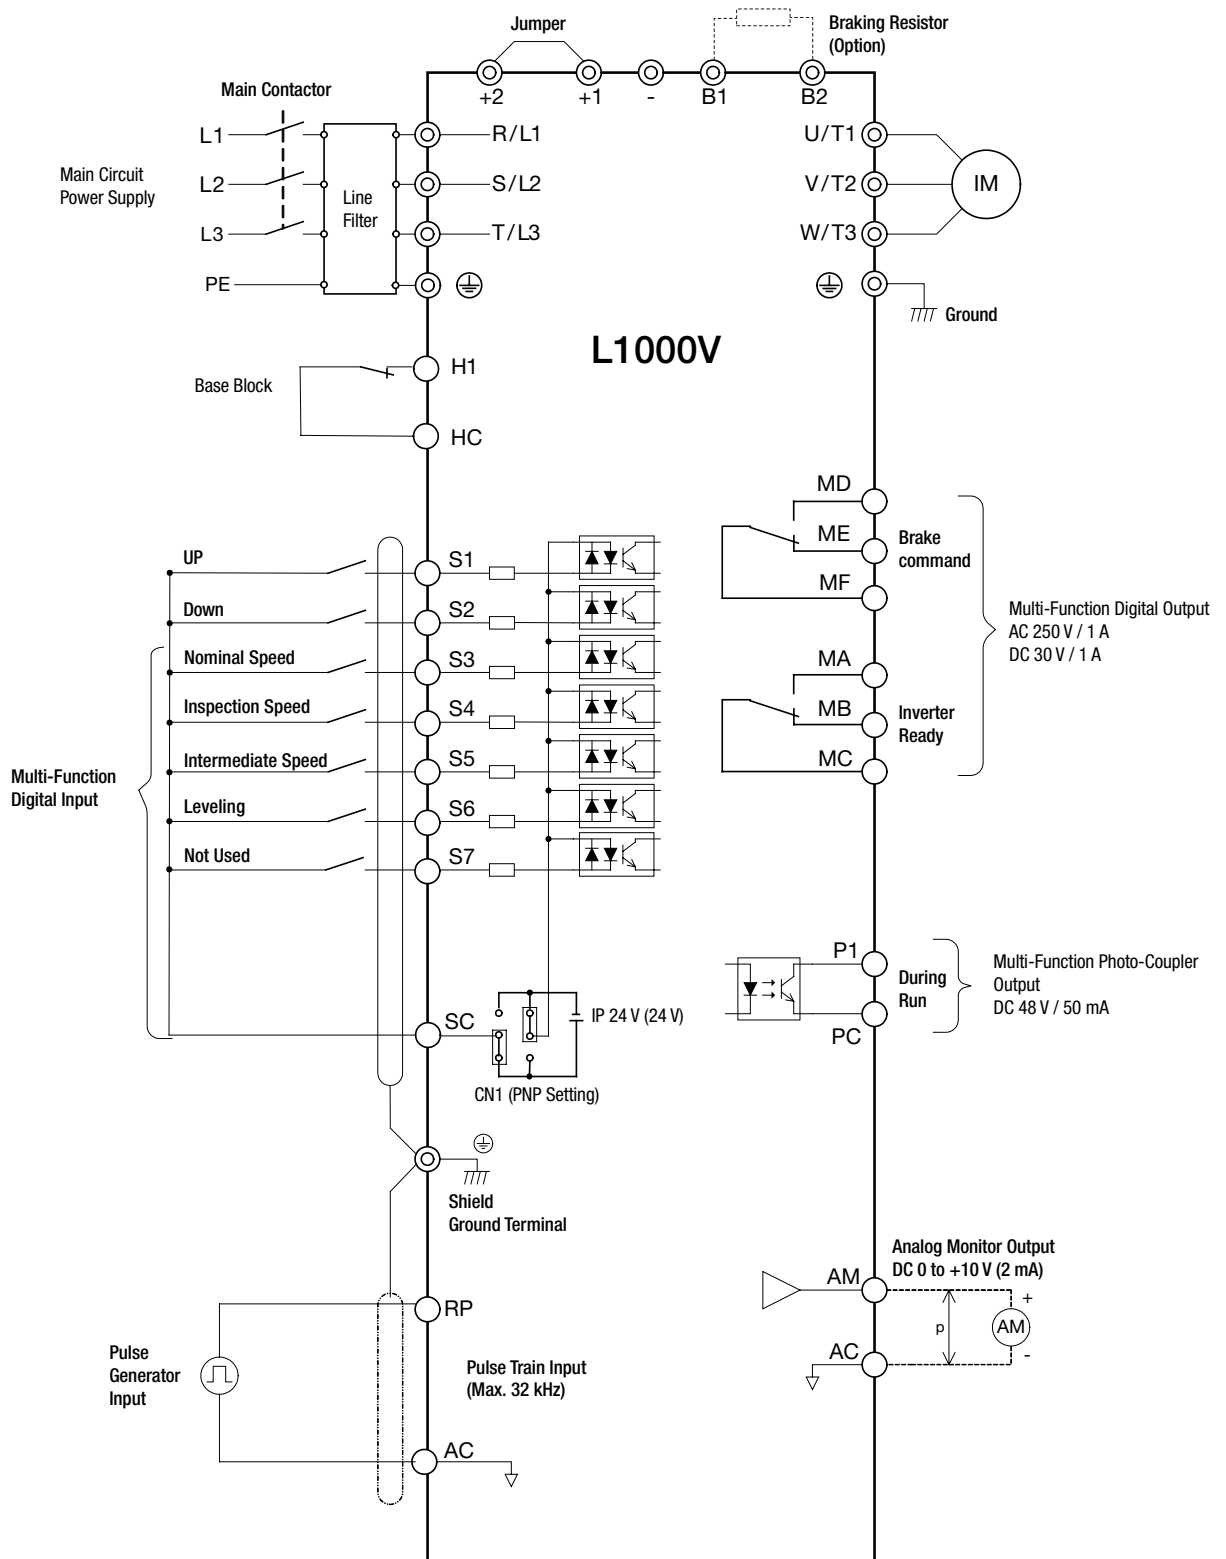 Jumper
Braking Resistor
(Option)
+2
+1
-
B1
B2
Main Contactor
L1
R/L1
U/T1
Main Circuit
Power Supply
L2
Line
Filter
S/L2
V/T2
IM
L3
T/L3
W/T3
PE
Ground
L1000V
Base Block
H1
HC
MD
ME
MF
Brake
command
UP
S1
Down
S2
Nominal Speed
S3
Inspection Speed
S4
Intermediate Speed
S5
Leveling
S6
Not Used
S7
Multi-Function
Digital Input
MA
MB
MC
Inverter
Ready
Multi-Function Digital Output
AC 250 V / 1 A
DC 30 V / 1 A
P1
PC
During
Run
Multi-Function Photo-Coupler
Output
DC 48 V / 50 mA
SC
IP 24 V (24 V)
CN1 (PNP Setting)
Shield
Ground Terminal
Analog Monitor Output
DC 0 to +10 V (2 mA)
AM
+
p
AM
-
AC
RP
Pulse
Generator
Input
Pulse Train Input
(Max. 32 kHz)
AC